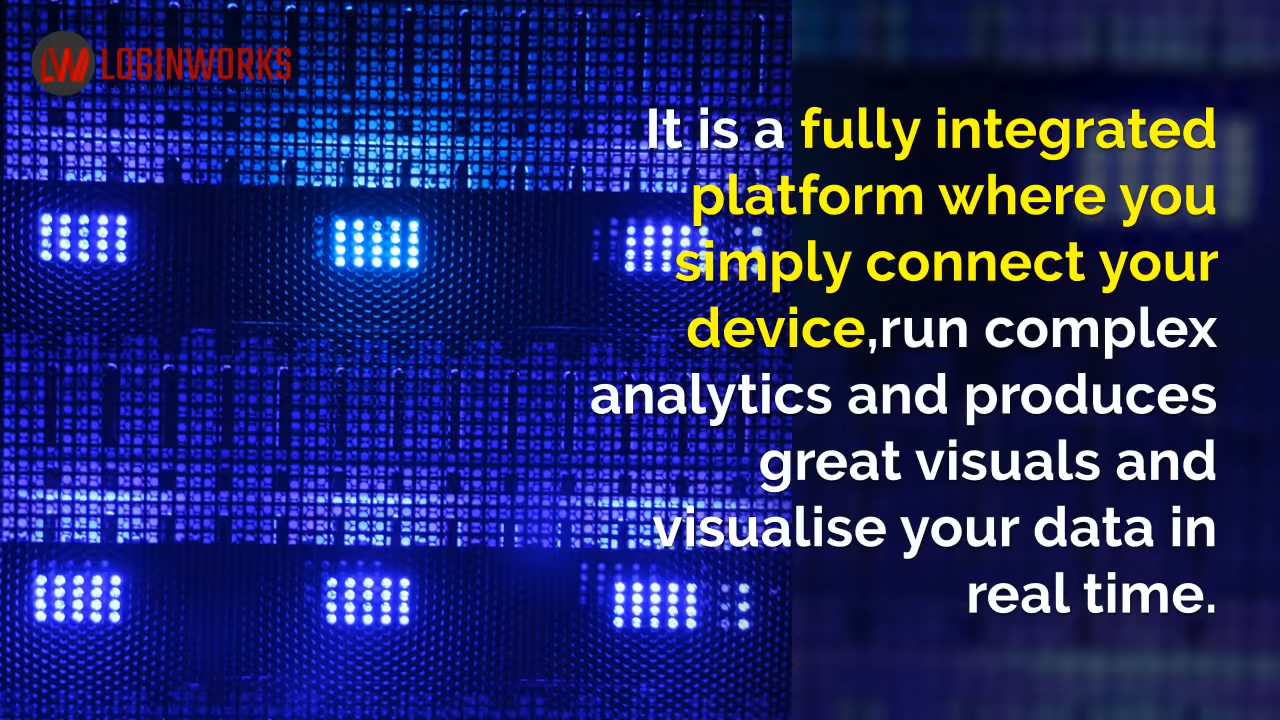 LW LOGINWORKS
It is a fully integrated
platform where you
simply connect your
device,run complex
analytics and produces
great visuals and
visualise your data in
real time.